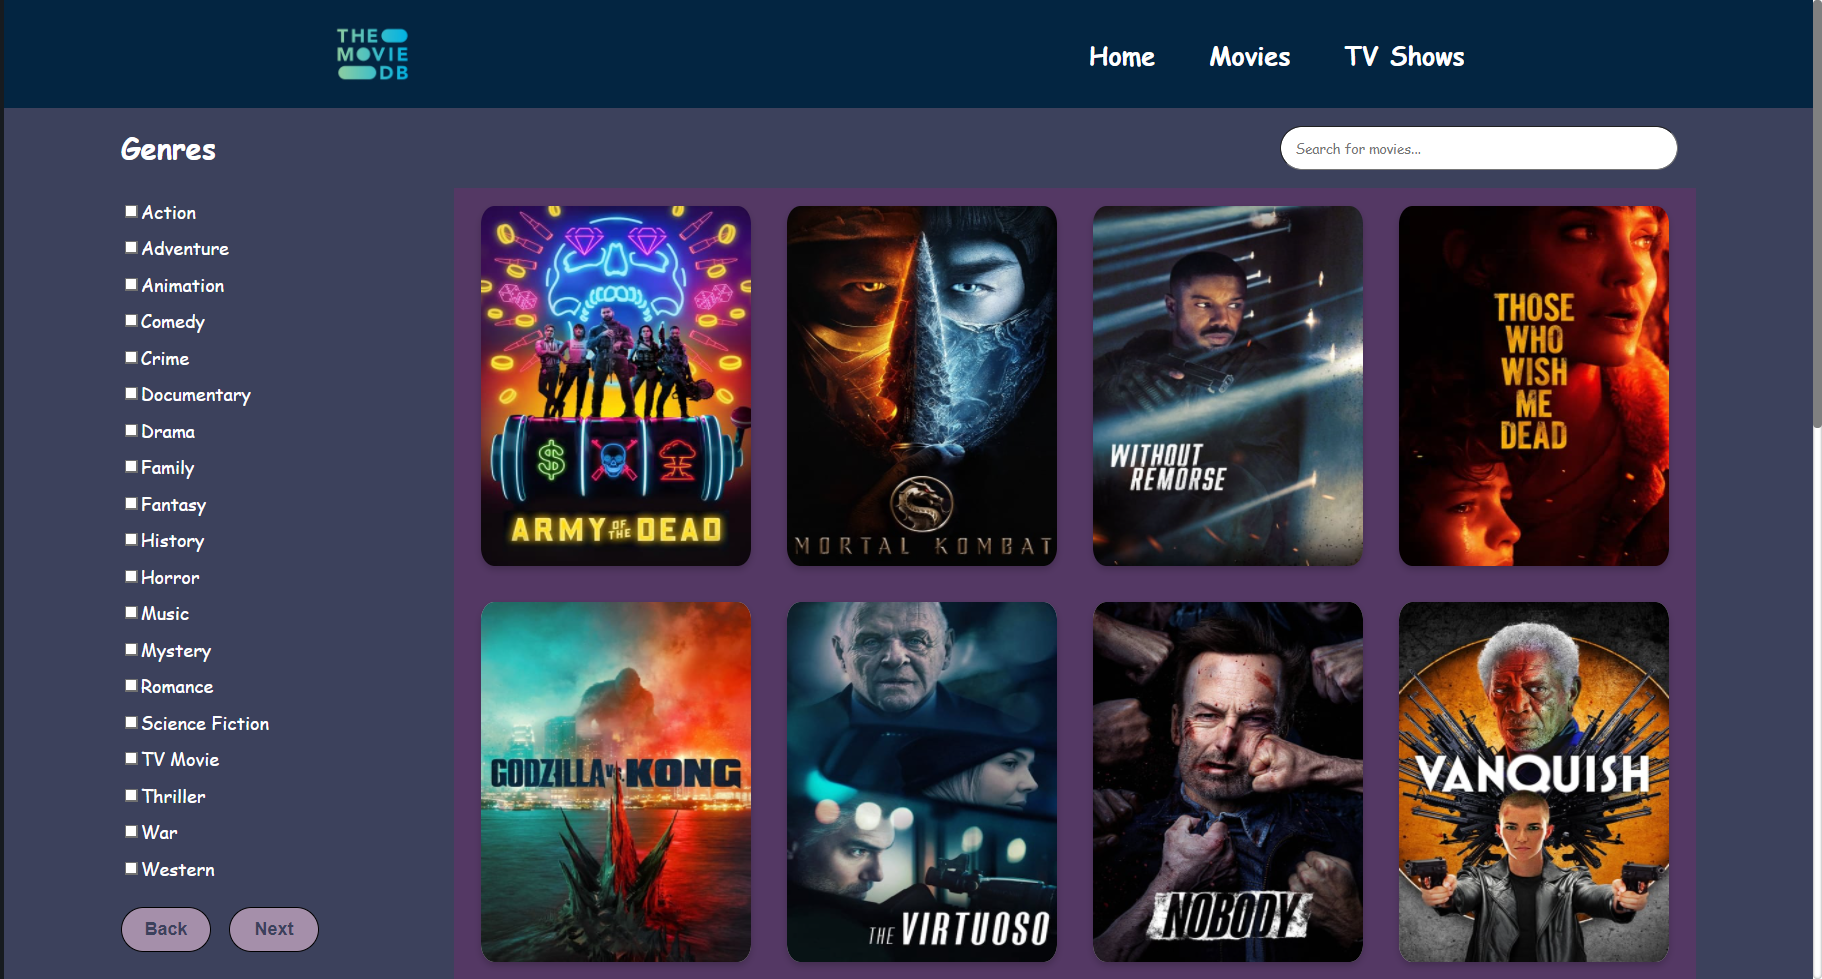 THE
MOVIE
DB
Home
Movies
TV Shows
Genres
Search for movies...
Action
Adventure
Animation
Comedy
Crime
Documentary
Drama
Family
Fantasy
History
Horror
Music
Mystery
Romance
Science Fiction
TV Movie
Thriller
War
Western
Back
Next
$
ARMY OF THE DEAD
MORTAL KOMBAT
WITHOUT
REMORSE
THOSE
WHO
WISH
ME
DEAD
GODZILLA VS. KONG
THE VIRTUOSO
NOBODY
VANQUISH